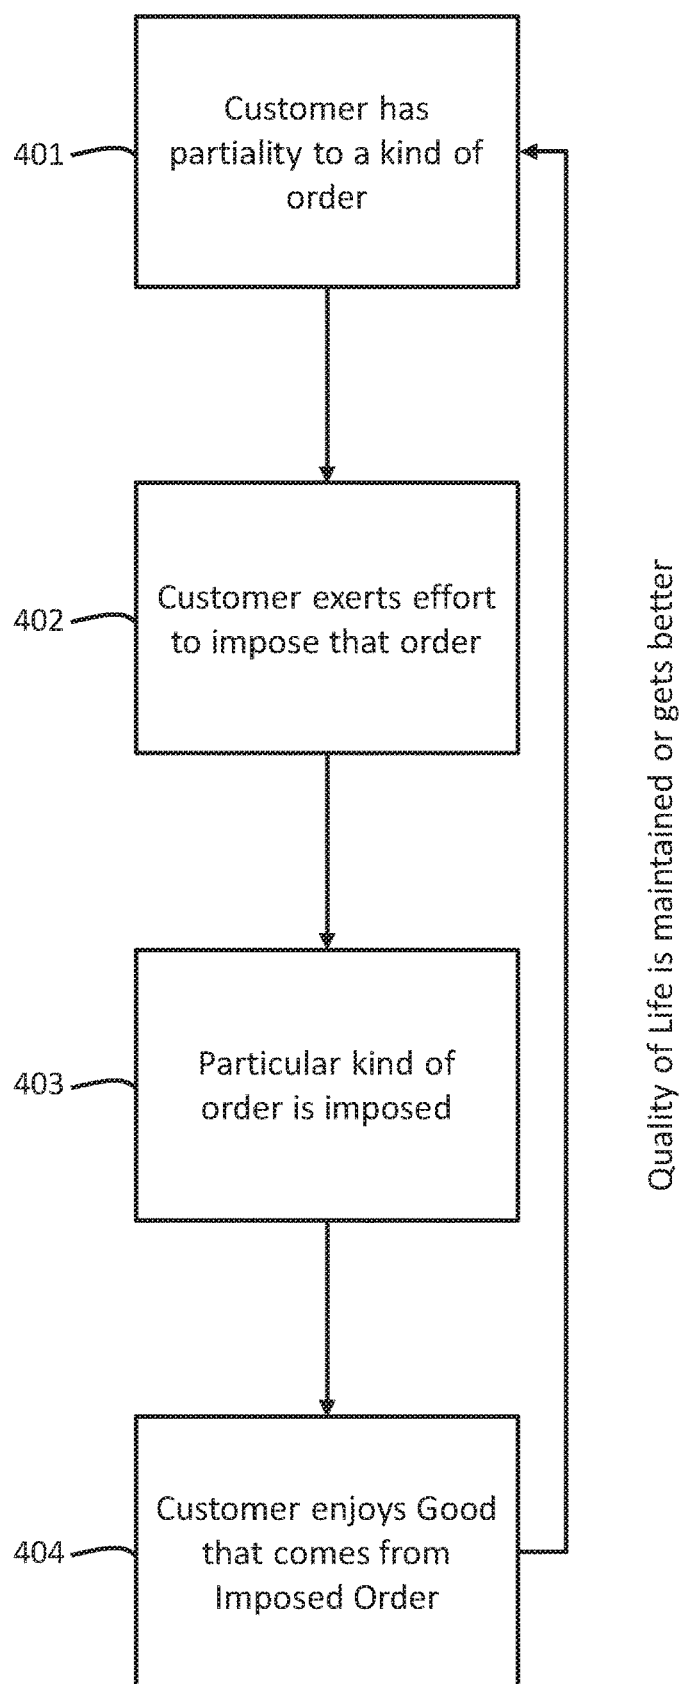 Customer has
partiality to a kind of
order
401
Customer exerts effort
to impose that order
402
Particular kind of
order is imposed
403
Customer enjoys Good
that comes from
Imposed Order
404
Quality of Life is maintained or gets better